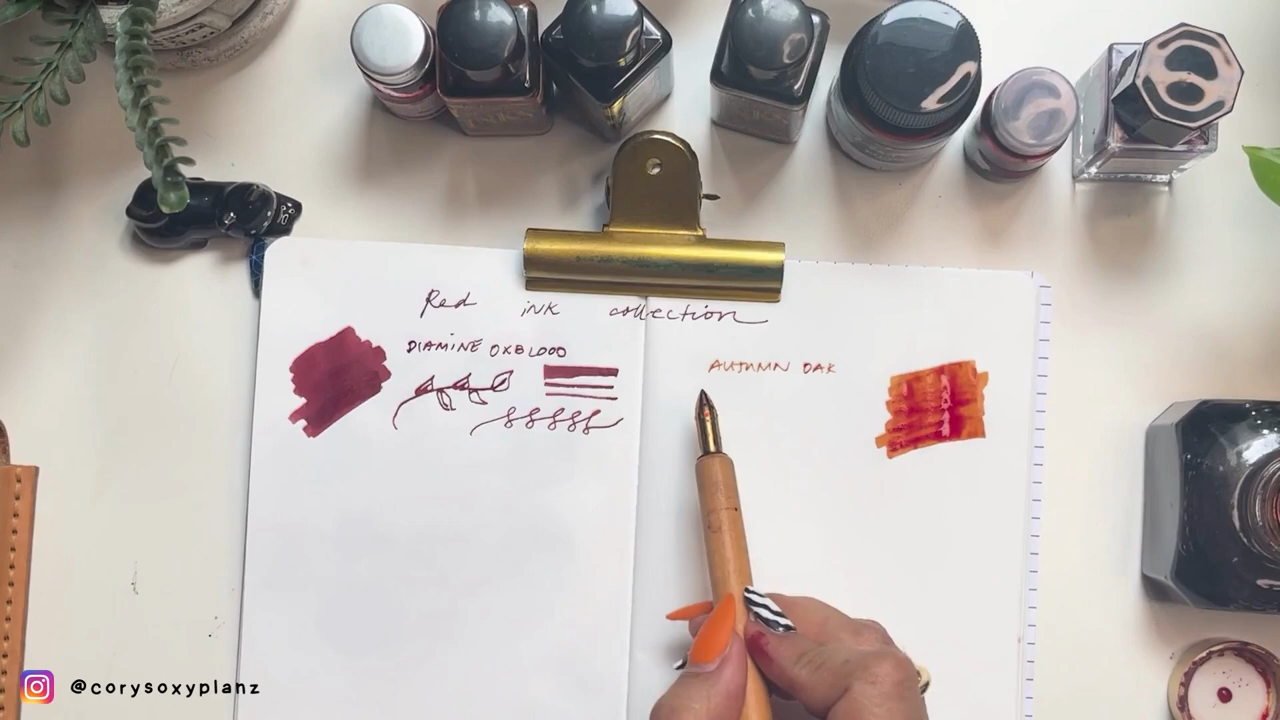 Red ink collection
DIAMINE OXBLOOD
AUTUMN OAK
@corysoxyplanz